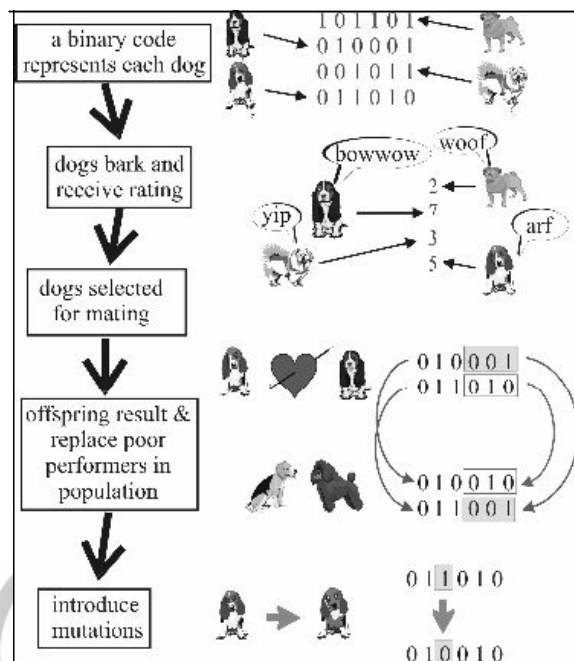 a binary code
represents each dog
1 0 1 1 0 1
0 1 0 0 0 1
0 0 1 0 1 1
0 1 1 0 1 0
dogs bark and
receive rating
bowwow
woof
yip
arf
2
7
3
5
dogs selected
for mating
0 1 0 0 0 1
0 1 1 0 1 0
offspring result &
replace poor
performers in
population
0 1 0 0 1 0
0 1 1 0 0 1
introduce
mutations
0 1 1 0 1 0
0 1 0 0 1 0